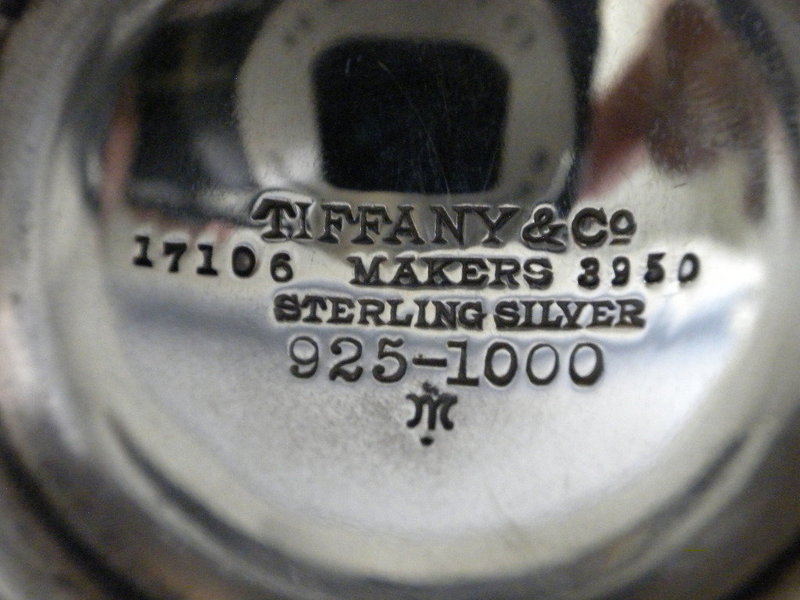 TIFFANY & Co
17106 MAKERS 3950
STERLING SILVER
925-1000
M